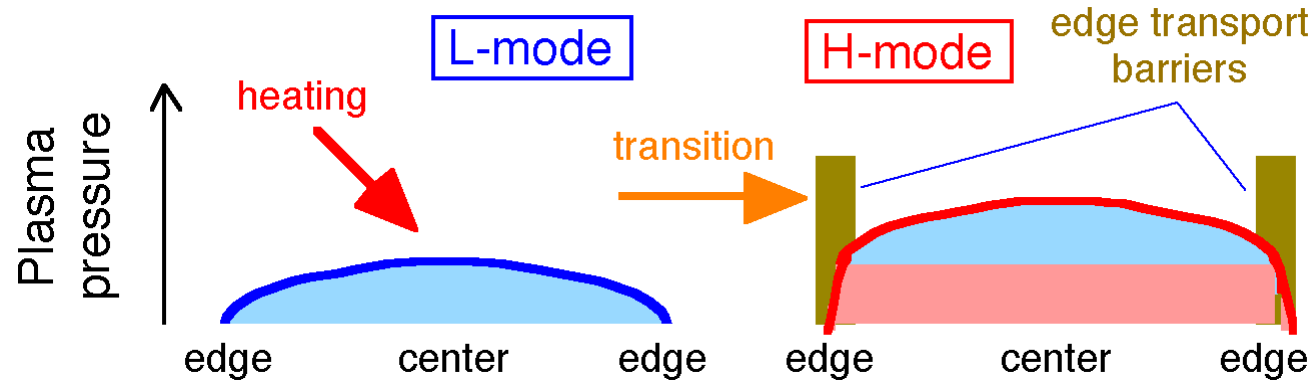 L-mode
H-mode
edge transport
barriers
heating
transition
Plasma
pressure
edge
center
edge
edge
center
edge